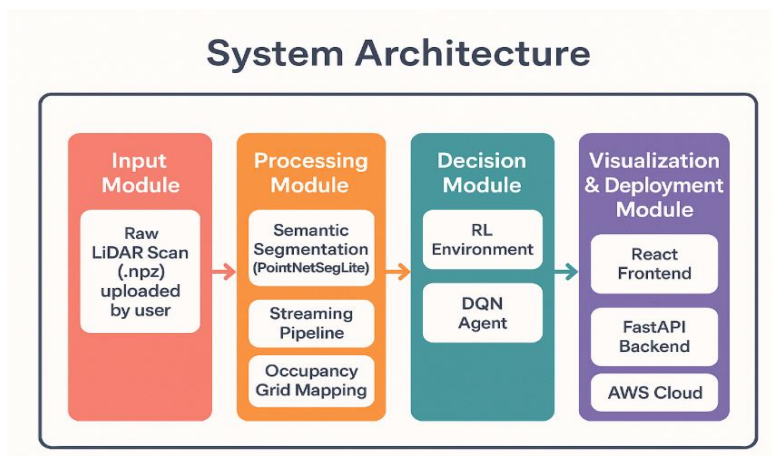 System Architecture
Input
Module
Raw
LiDAR Scan
(.npz)
uploaded
by user
Processing
Module
Semantic
Segmentation
(PointNetSegLite)
Streaming
Pipeline
Occupancy
Grid Mapping
Decision
Module
RL
Environment
DQN
Agent
Visualization
& Deployment
Module
React
Frontend
FastAPI
Backend
AWS Cloud